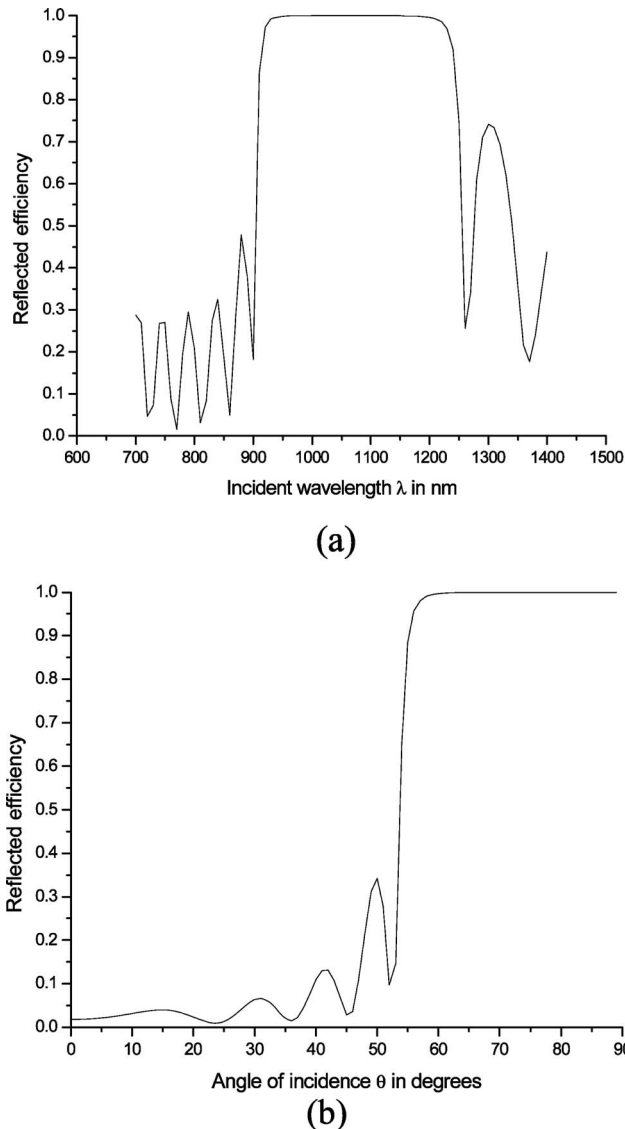 1.0
0.9
0.8
0.7
0.6
0.5
0.4
0.3
0.2
0.1
0.0
Reflected efficiency
600 700 800 900 1000 1100 1200 1300 1400 1500
Incident wavelength λ in nm
(a)
1.0
0.9
0.8
0.7
0.6
0.5
0.4
0.3
0.2
0.1
0.0
Reflected efficiency
0 10 20 30 40 50 60 70 80 90
Angle of incidence θ in degrees
(b)